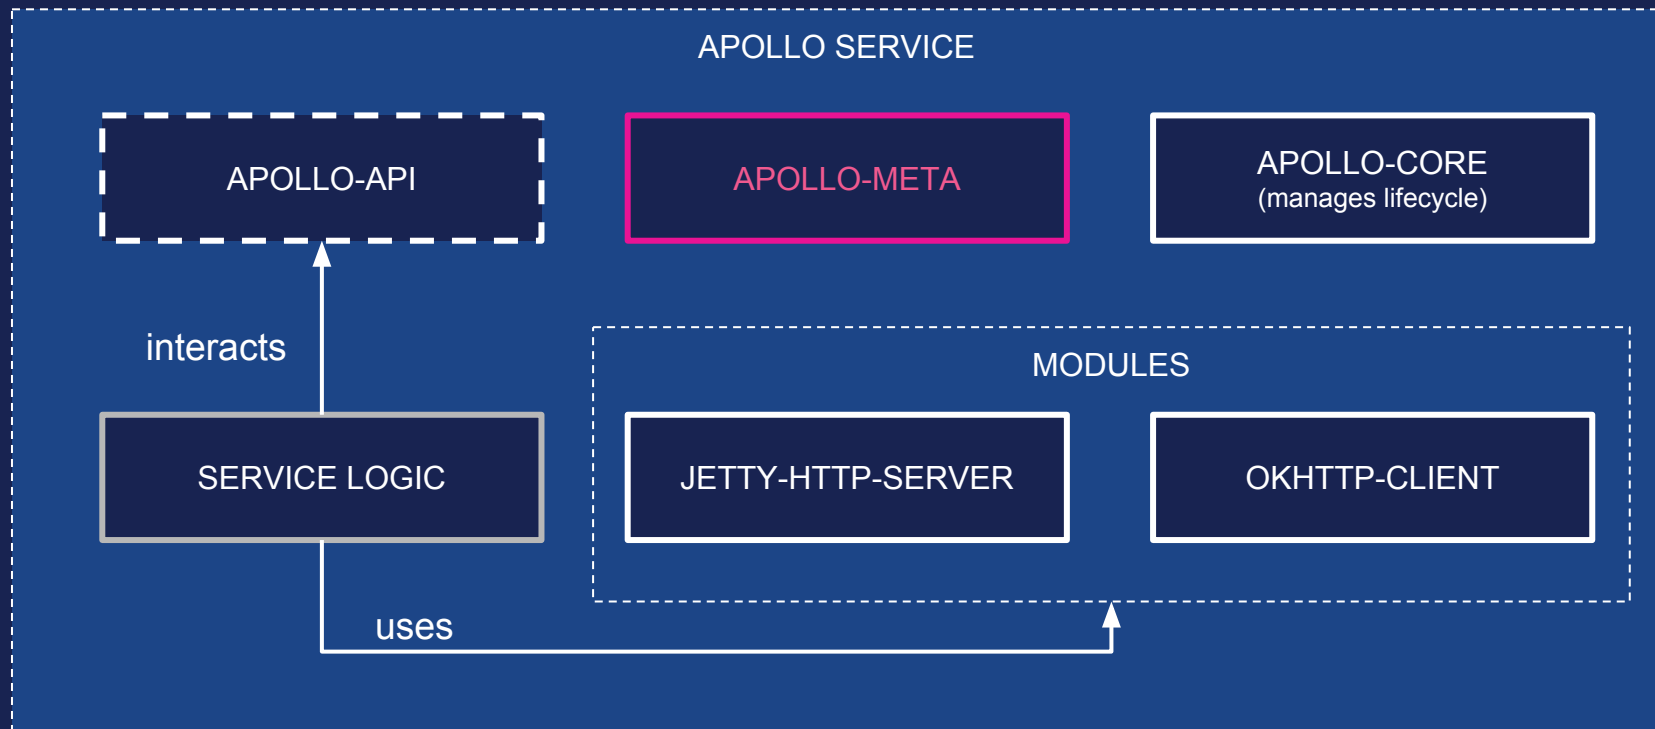 APOLLO SERVICE
APOLLO-API
APOLLO-META
APOLLO-CORE
(manages lifecycle)
interacts
MODULES
SERVICE LOGIC
JETTY-HTTP-SERVER
OKHTTP-CLIENT
uses